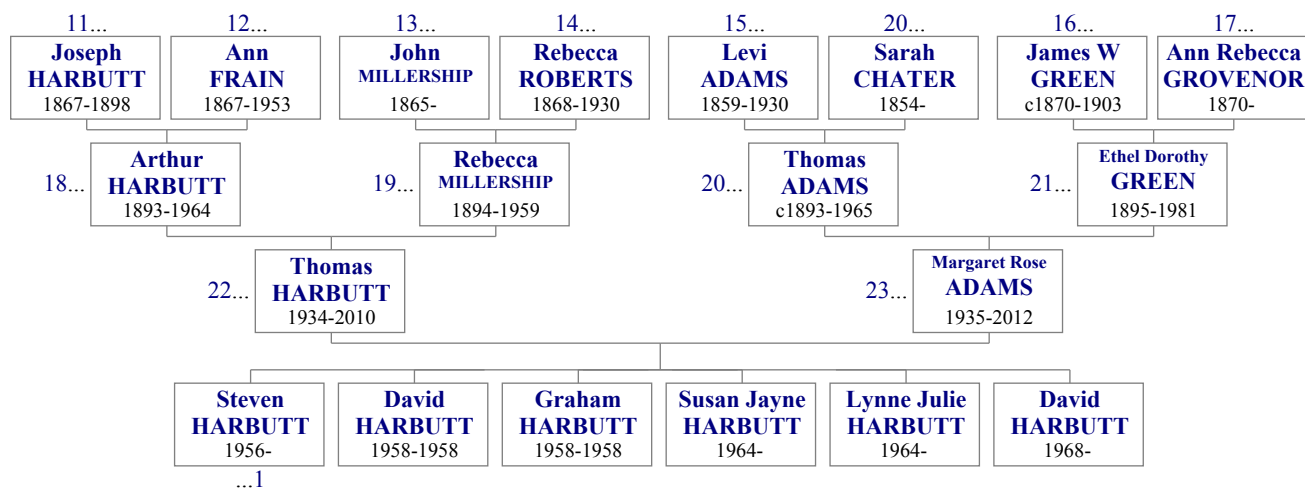 11... 12... 13... 14... 15... 20... 16... 17...
Joseph Ann John Rebecca Levi Sarah James W Ann Rebecca
HARBUTT FRAIN MILLERSHIP ROBERTS ADAMS CHATER GREEN GROVENOR
1867-1898 1867-1953 1865- 1868-1930 1859-1930 1854- c1870-1903 1870-
Arthur Rebecca Thomas Ethel Dorothy
18... HARBUTT 19... MILLERSHIP 20... ADAMS 21... GREEN
1893-1964 1894-1959 c1893-1965 1895-1981
Thomas Margaret Rose
22... HARBUTT 23... ADAMS
1934-2010 1935-2012
Steven David Graham Susan Jayne Lynne Julie David
HARBUTT HARBUTT HARBUTT HARBUTT HARBUTT HARBUTT
1956- 1958-1958 1958-1958 1964- 1964- 1968-
...1